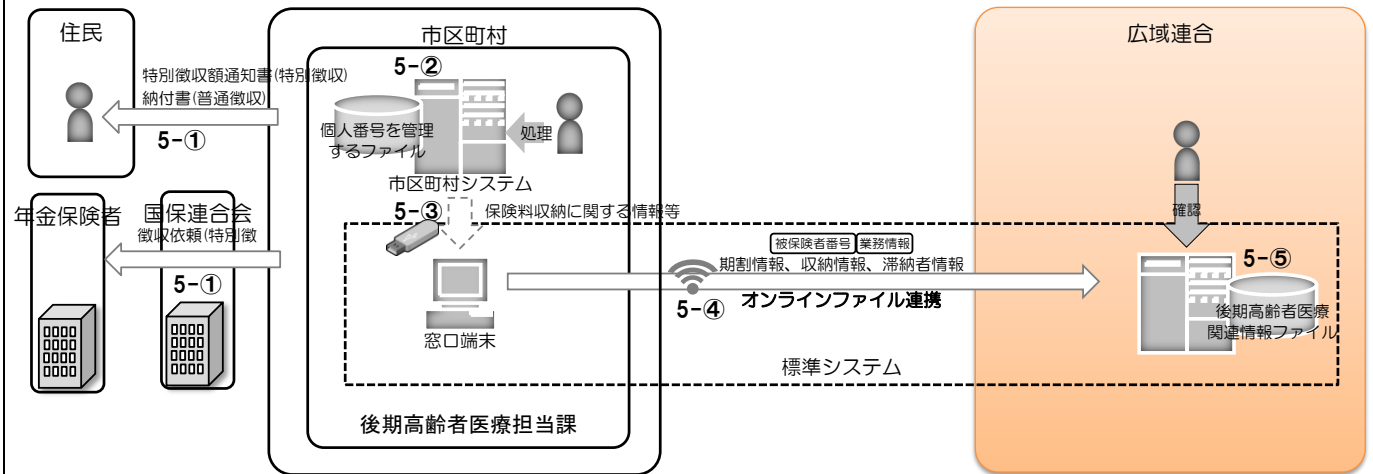 住民
特別徴収額通知書(特別徴収)
納付書(普通徴収)
5-①
年金保険者
国保連合会
徴収依頼(特別徴
5-①
市区町村
5-②
個人番号を管理
するファイル
処理
市区町村システム
5-③
保険料収納に関する情報等
窓口端末
後期高齢者医療担当課
被保険者番号 業務情報
期割情報、収納情報、滞納者情報
5-④
オンラインファイル連携
標準システム
広域連合
確認
5-⑤
後期高齢者医療
関連情報ファイル